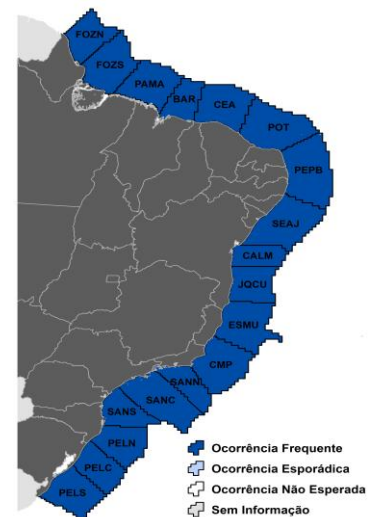 FOZN
FOZS
PAMA
BAR
CEA
POT
PEPB
SEAJ
CALM
JQCU
ESMU
CMP
SANN
SANC
SANS
PELN
PELC
PELS
Ocorrência Frequente
Ocorrência Esporádica
Ocorrência Não Esperada
Sem Informação